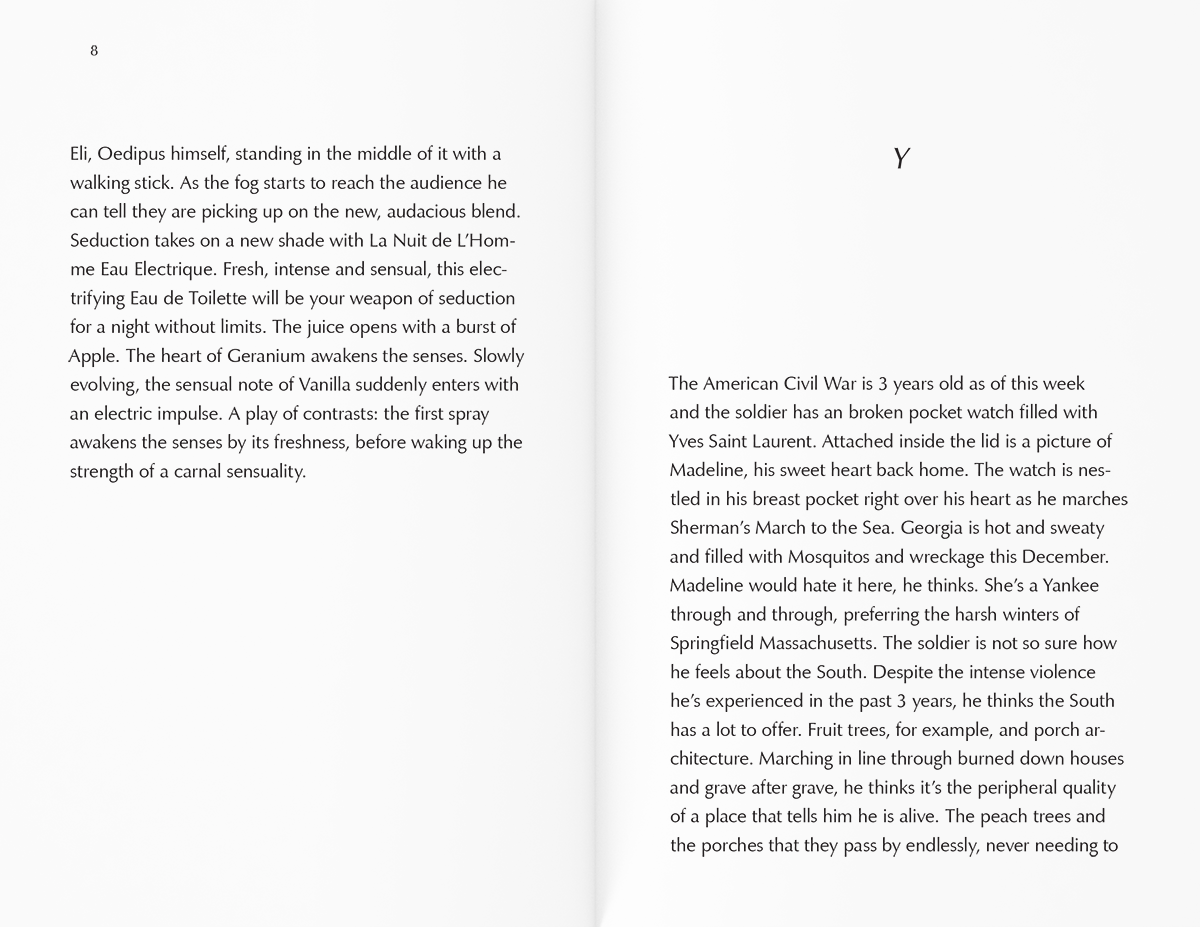 8
Eli, Oedipus himself, standing in the middle of it with a
walking stick. As the fog starts to reach the audience he
can tell they are picking up on the new, audacious blend.
Seduction takes on a new shade with La Nuit de L’Hom-
me Eau Electrique. Fresh, intense and sensual, this elec-
trifying Eau de Toilette will be your weapon of seduction
for a night without limits. The juice opens with a burst of
Apple. The heart of Geranium awakens the senses. Slowly
evolving, the sensual note of Vanilla suddenly enters with
an electric impulse. A play of contrasts: the first spray
awakens the senses by its freshness, before waking up the
strength of a carnal sensuality.
Y
The American Civil War is 3 years old as of this week
and the soldier has an broken pocket watch filled with
Yves Saint Laurent. Attached inside the lid is a picture of
Madeline, his sweet heart back home. The watch is nes-
tled in his breast pocket right over his heart as he marches
Sherman’s March to the Sea. Georgia is hot and sweaty
and filled with Mosquitos and wreckage this December.
Madeline would hate it here, he thinks. She’s a Yankee
through and through, preferring the harsh winters of
Springfield Massachusetts. The soldier is not so sure how
he feels about the South. Despite the intense violence
he’s experienced in the past 3 years, he thinks the South
has a lot to offer. Fruit trees, for example, and porch ar-
chitecture. Marching in line through burned down houses
and grave after grave, he thinks it’s the peripheral quality
of a place that tells him he is alive. The peach trees and
the porches that they pass by endlessly, never needing to